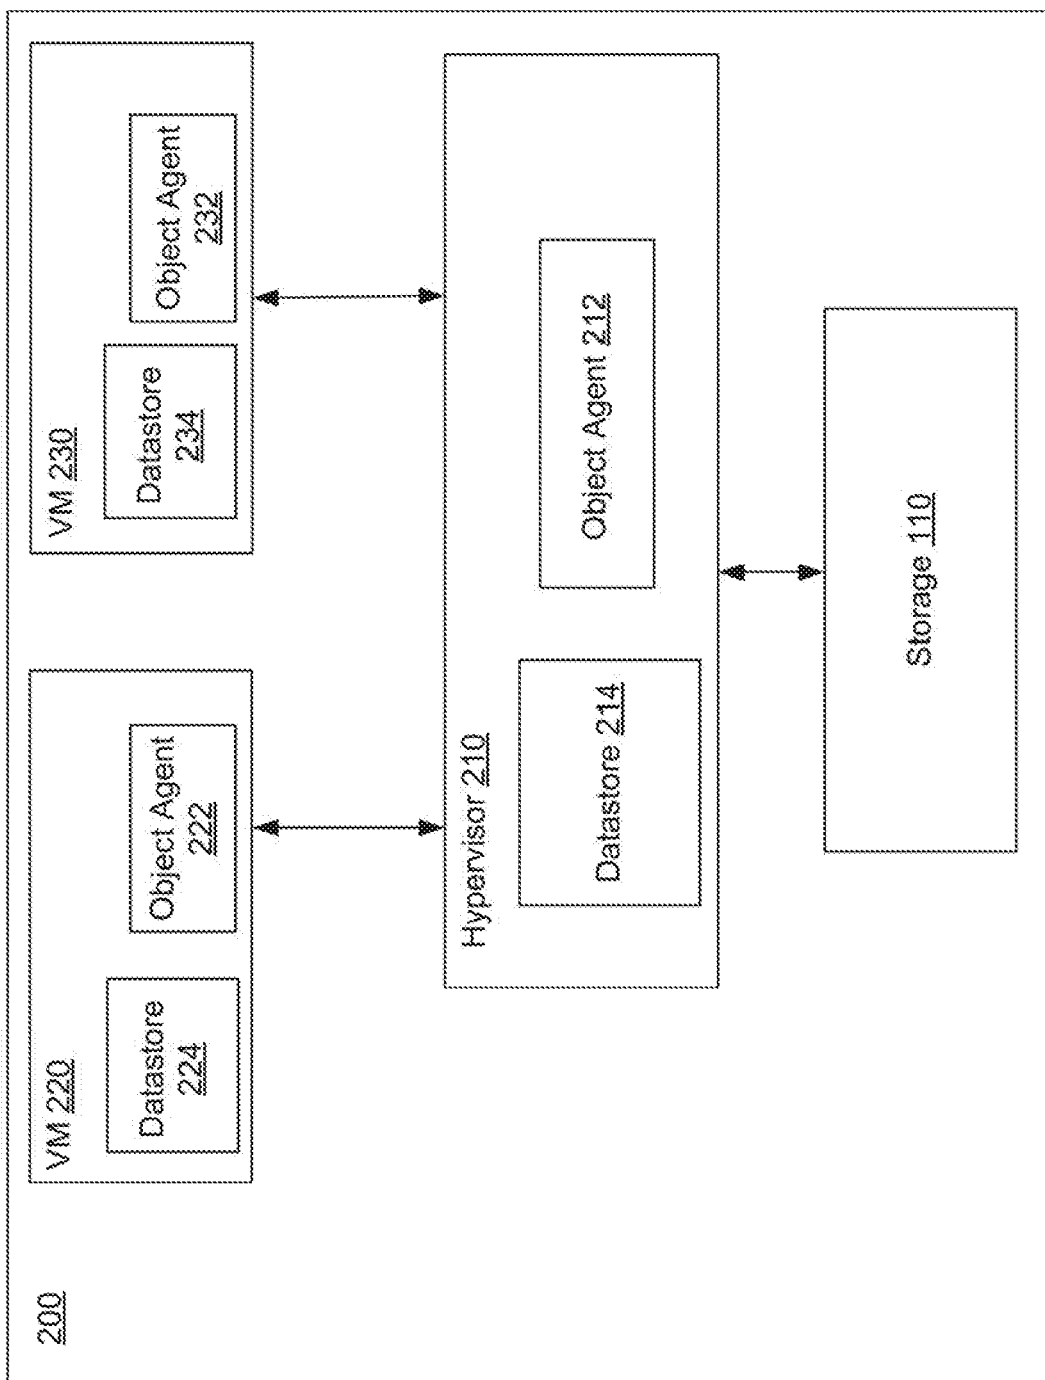 200
VM 220
Datastore
224
Object Agent
222
VM 230
Datastore
234
Object Agent
232
Hypervisor 210
Datastore 214
Object Agent 212
Storage 110